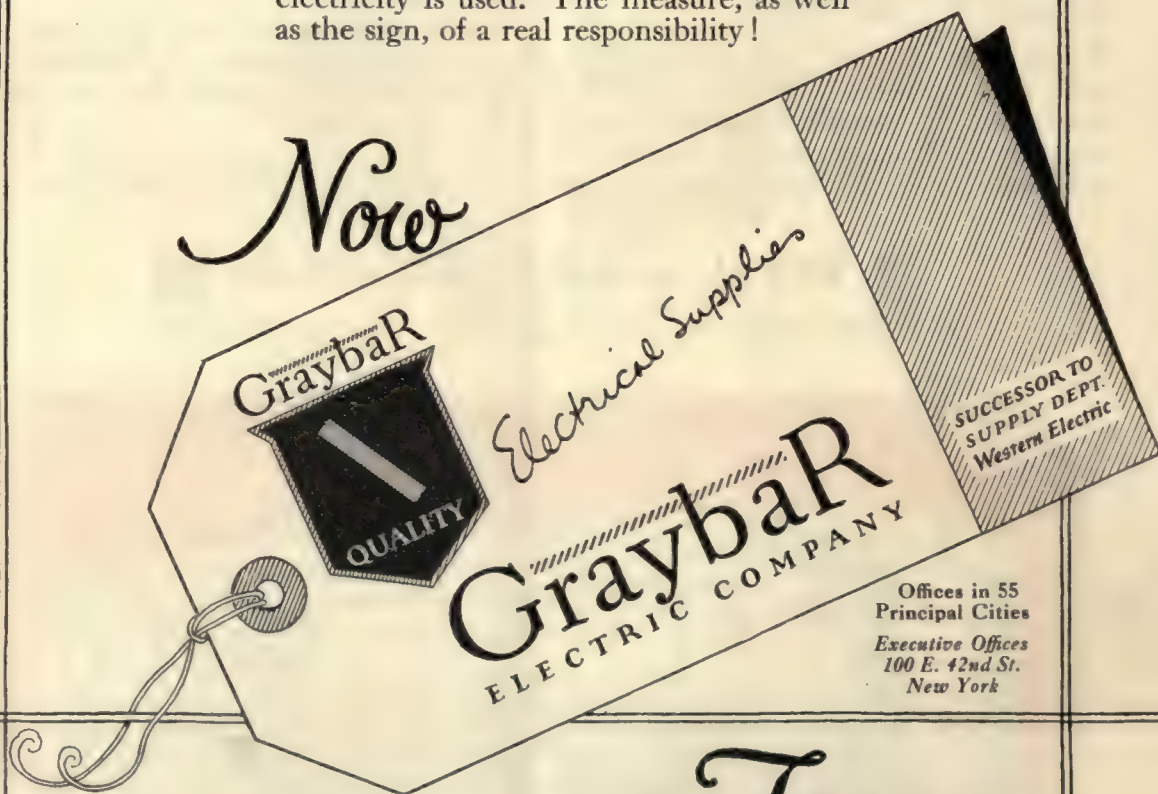 electricity is used. The measure, as well
as the sign, of a real responsibility!
Now
GraybaR
QUALITY
Electrical Supplies
GraybaR
ELECTRIC COMPANY
SUCCESSOR TO
SUPPLY DEPT.
Western Electric
Offices in 55
Principal Cities
Executive Offices
100 E. 42nd St.
New York